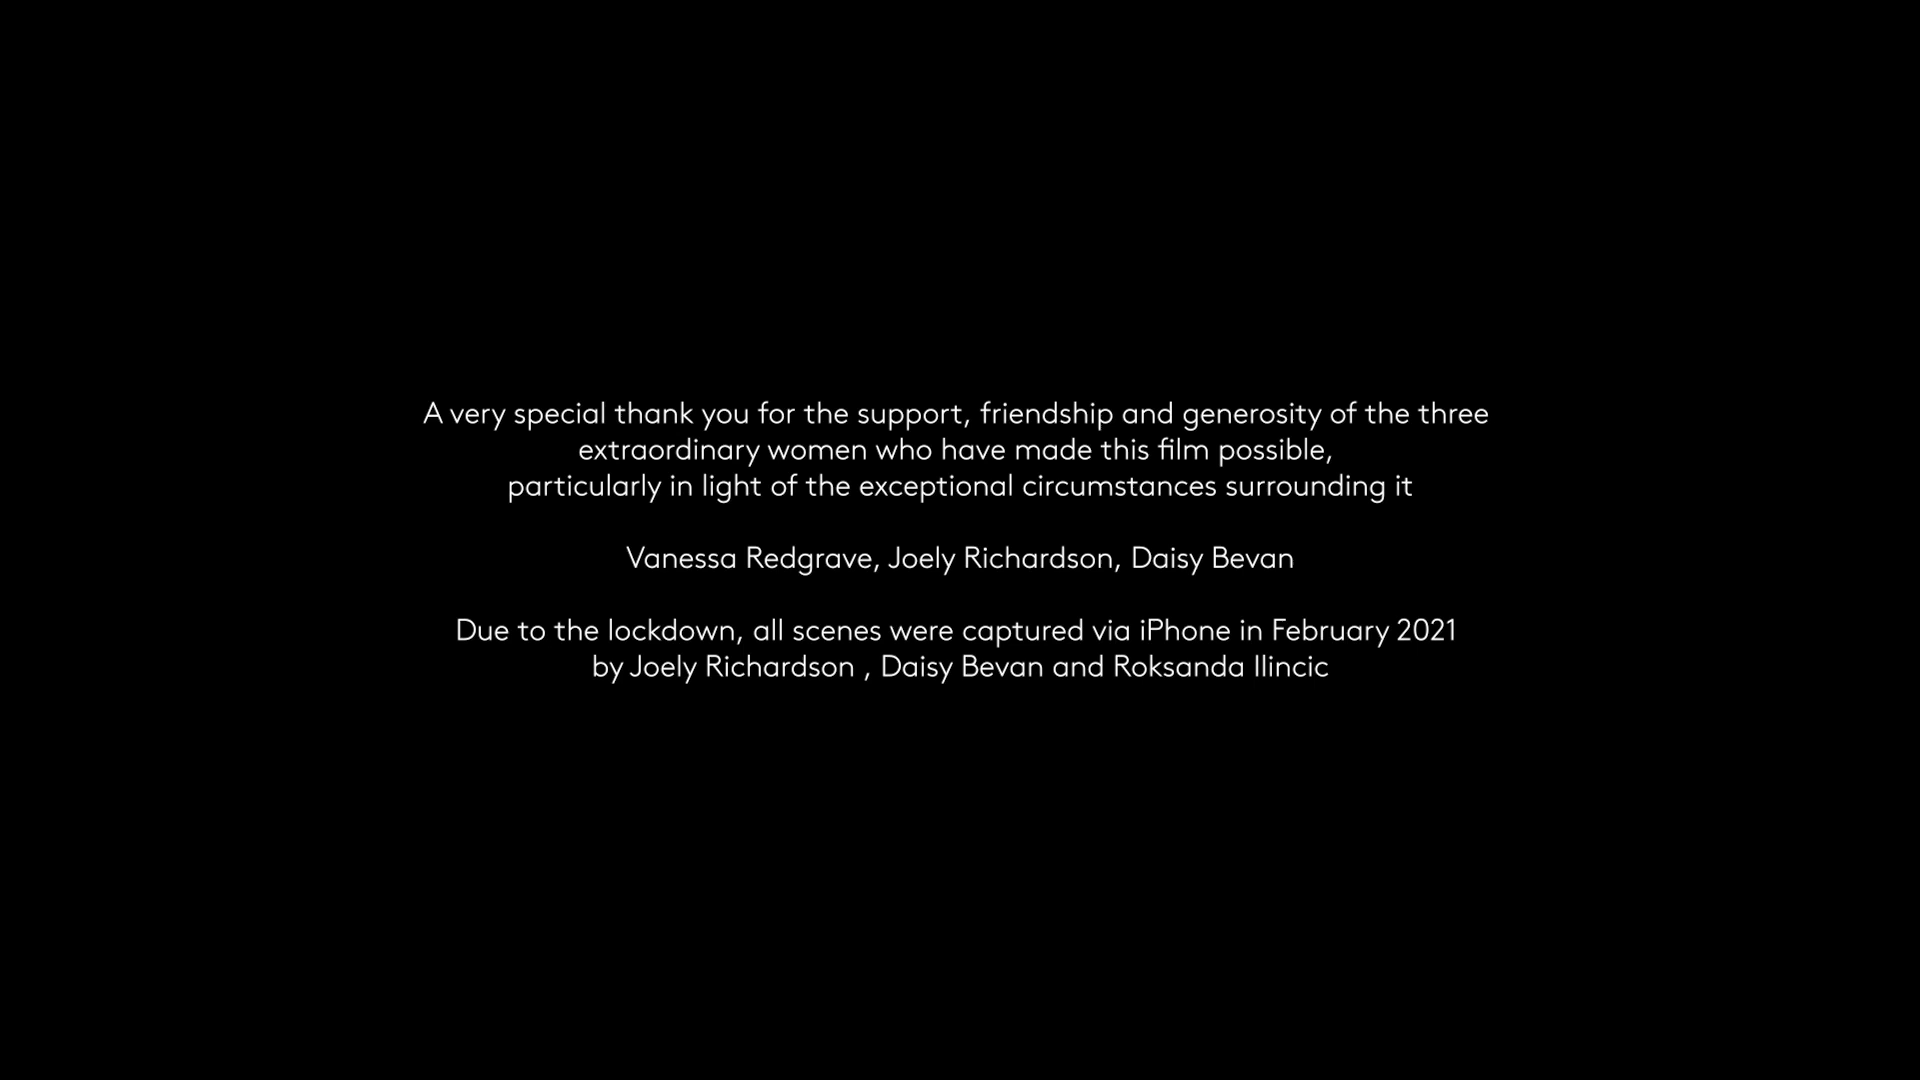 A very special thank you for the support, friendship and generosity of the three
extraordinary women who have made this film possible,
particularly in light of the exceptional circumstances surrounding it
Vanessa Redgrave, Joely Richardson, Daisy Bevan
Due to the lockdown, all scenes were captured via iPhone in February 2021
by Joely Richardson , Daisy Bevan and Roksanda Ilincic